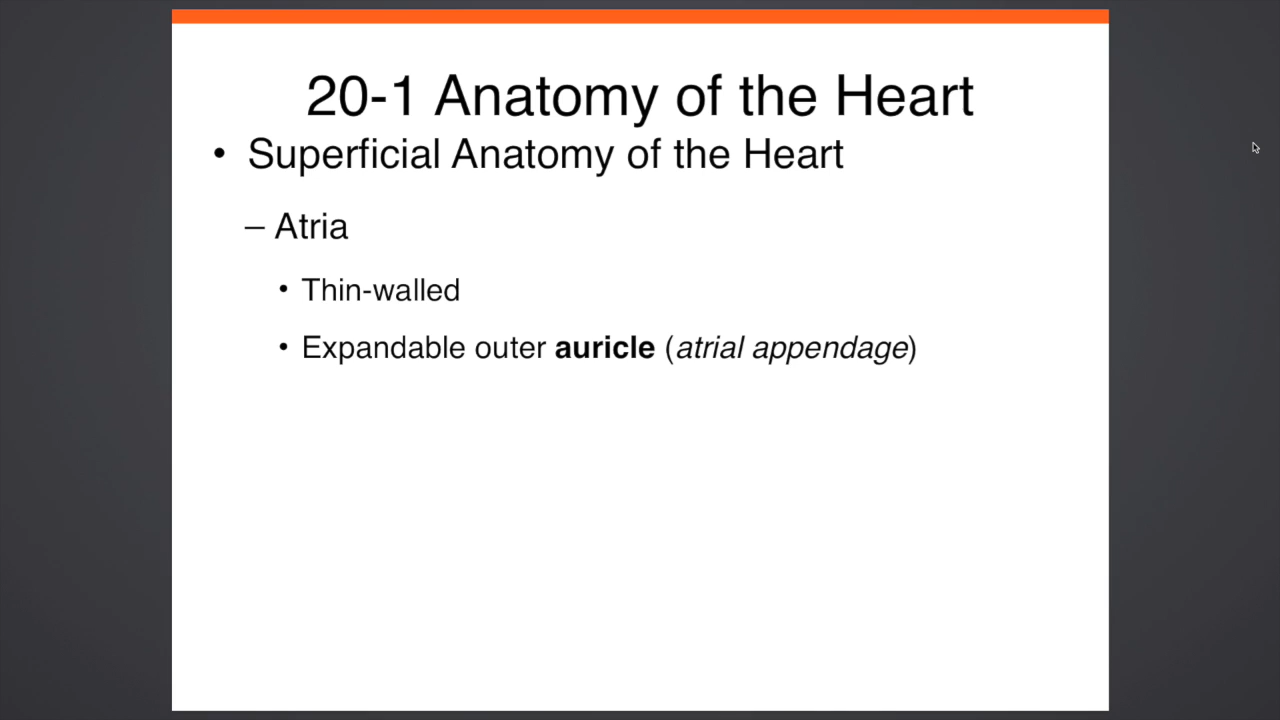 20-1 Anatomy of the Heart
• Superficial Anatomy of the Heart
– Atria
• Thin-walled
• Expandable outer auricle (atrial appendage)